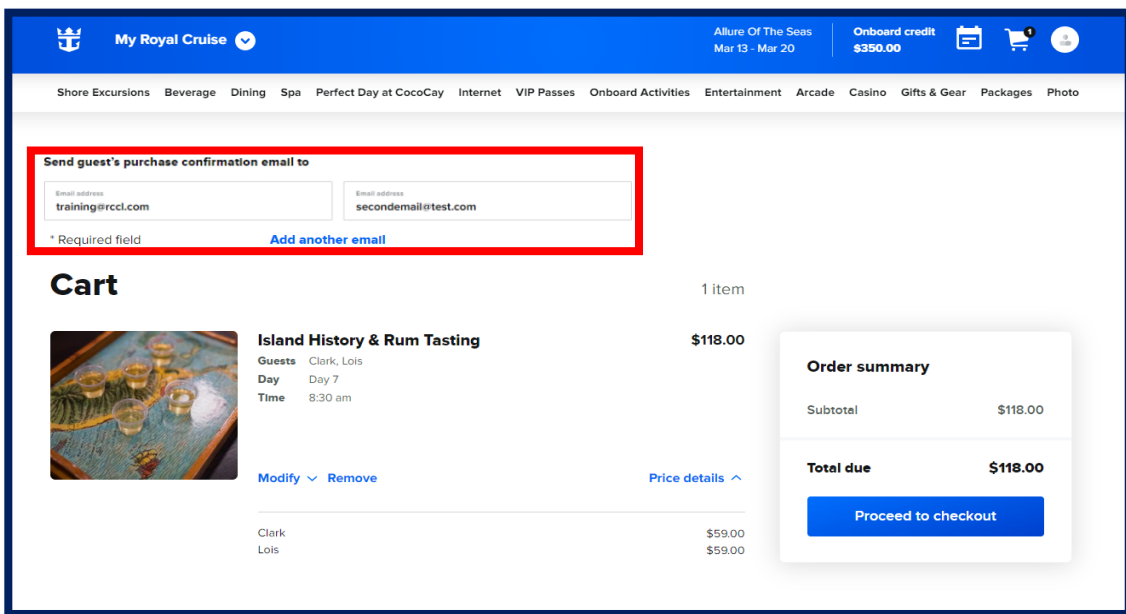 My Royal Cruise
Allure Of The Seas
Mar 13 - Mar 20
Onboard credit
$350.00
1
Shore Excursions Beverage Dining Spa Perfect Day at CocoCay Internet VIP Passes Onboard Activities Entertainment Arcade Casino Gifts & Gear Packages Photo
Send guest's purchase confirmation email to
Email address
training@rccl.com
Email address
secondemail@test.com
* Required field
Add another email
Cart
1 item
Island History & Rum Tasting $118.00
Guests Clark, Lois
Day Day 7
Time 8:30 am
Modify Remove
Price details
Clark $59.00
Lois $59.00
Order summary
Subtotal $118.00
Total due $118.00
Proceed to checkout